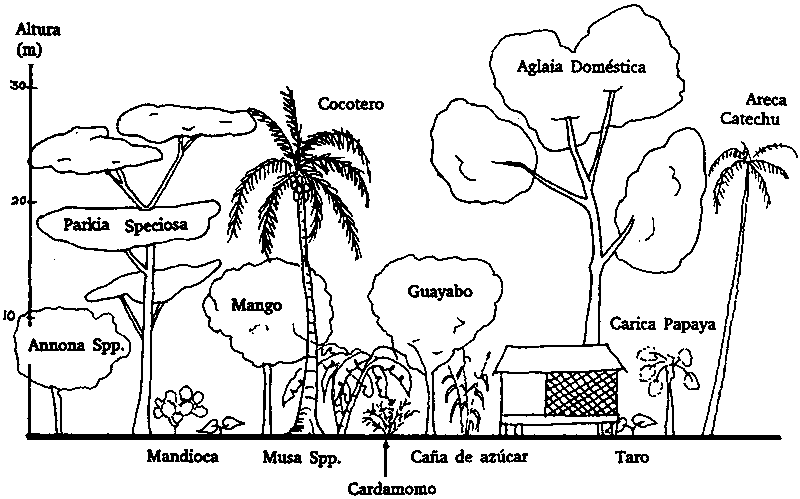 Altura
(m)
30
Cocotero
Aglaia Doméstica
Areca
Catechu
20
Parkia Speciosa
10
Mango
Guayabo
Annona Spp.
Carica Papaya
Mandioca
Musa Spp.
Caña de azúcar
Taro
Cardamomo